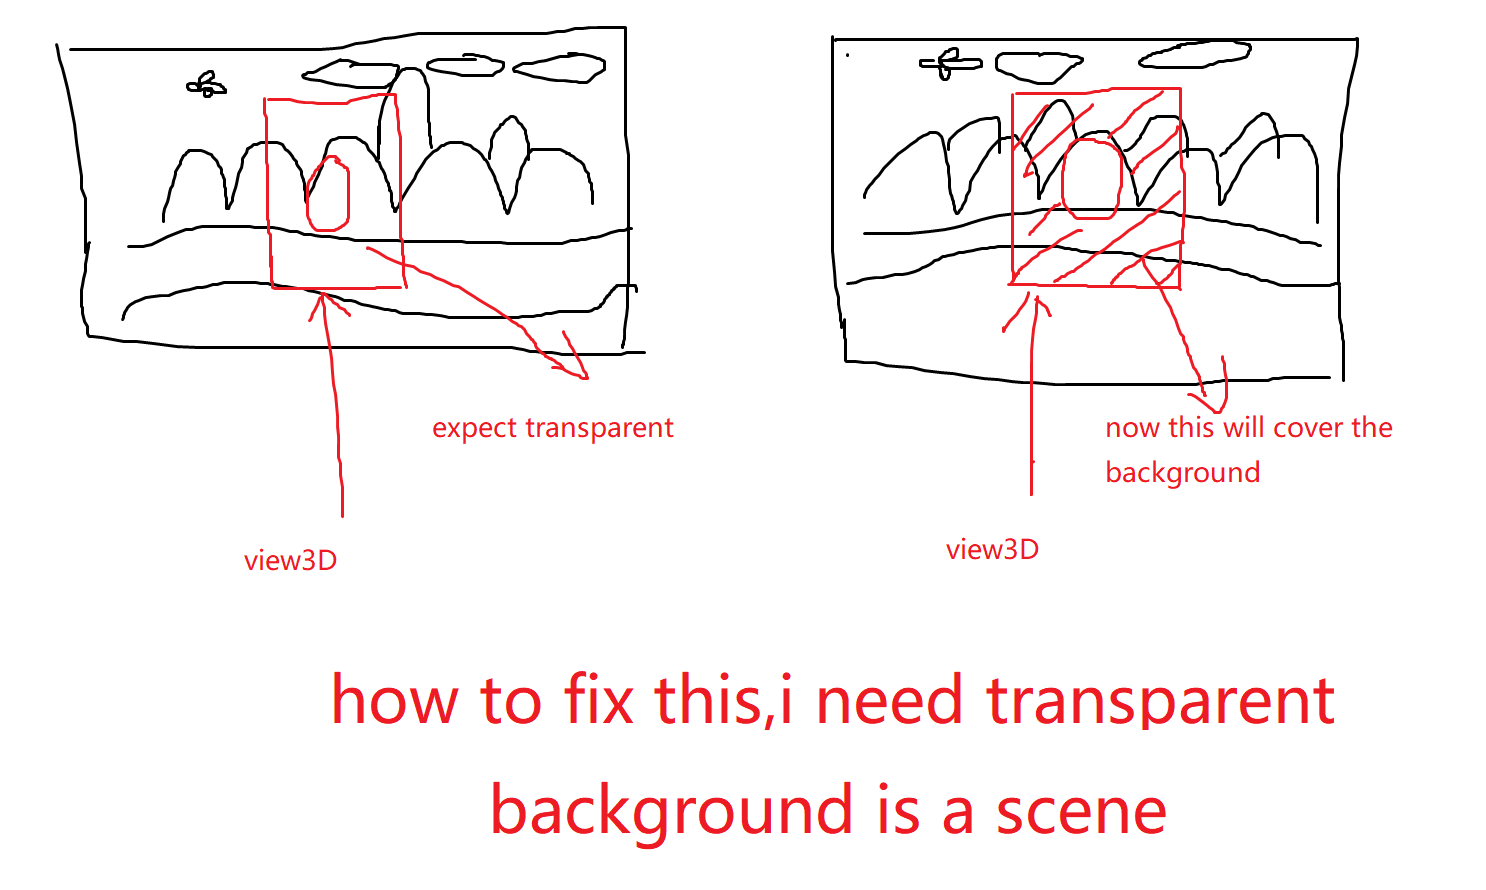 expect transparent
now this will cover the
background
view3D
view3D
how to fix this,i need transparent
background is a scene